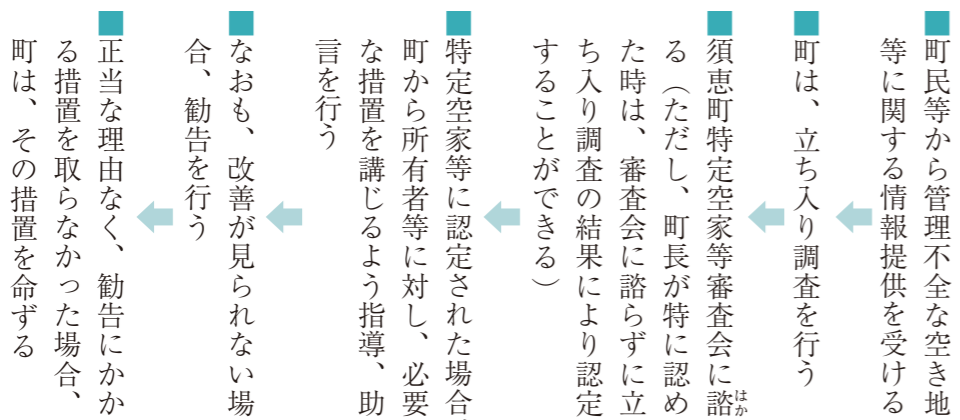 ■町民等から管理不全な空き地
等に関する情報提供を受ける
■町は、立ち入り調査を行う
■須恵町特定空家等審査会に諮はか
る（ただし、町長が特に認め
た時は、審査会に諮らずに立
ち入り調査の結果により認定
することができる）
■特定空家等に認定された場合、
町から所有者等に対し、必要
な措置を講じるよう指導、助
言を行う
■なおも、改善が見られない場
合、勧告を行う
■正当な理由なく、勧告にかか
る措置を取らなかった場合、
町は、その措置を命ずる